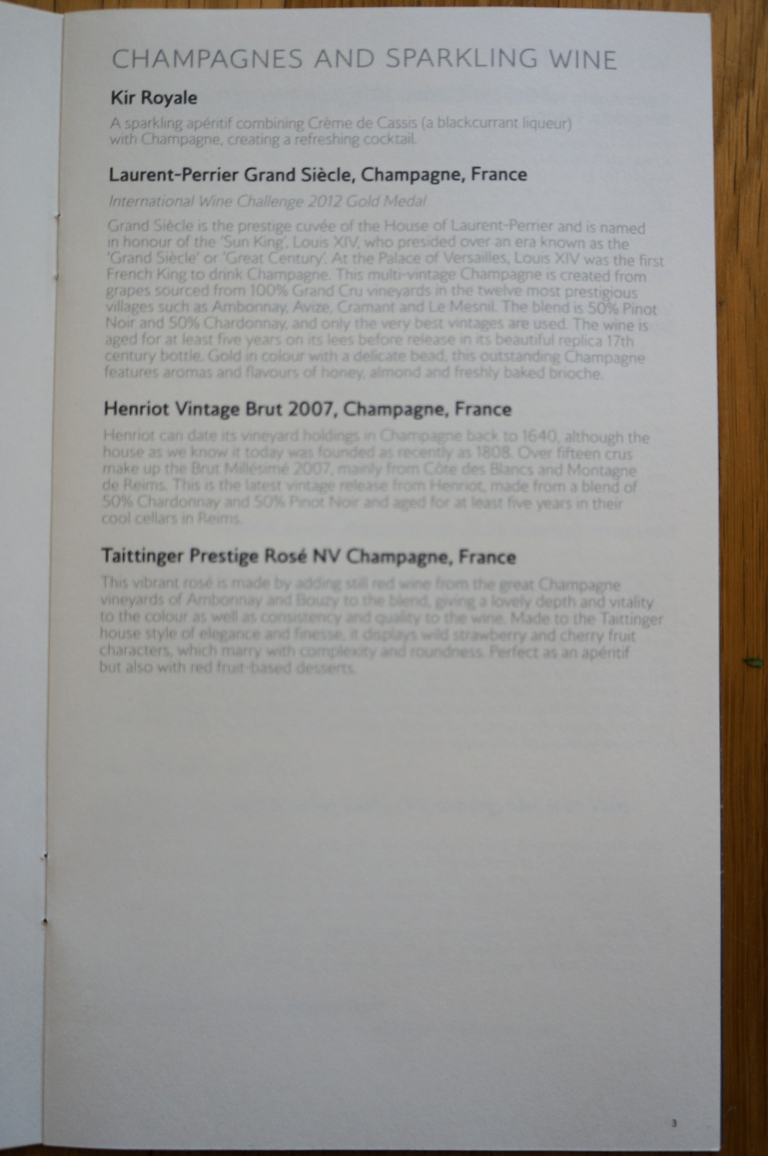 CHAMPAGNES AND SPARKLING WINE
Kir Royale
A sparkling apéritif combining Crème de Cassis (a blackcurrant liqueur)
with Champagne, creating a refreshing cocktail.
Laurent-Perrier Grand Siècle, Champagne, France
International Wine Challenge 2012 Gold Medal
Grand Siècle is the prestige cuvée of the House of Laurent-Perrier and is named
in honour of the 'Sun King', Louis XIV, who presided over an era known as the
'Grand Siècle' or 'Great Century'. At the Palace of Versailles, Louis XIV was the first
French King to drink Champagne. This multi-vintage Champagne is created from
grapes sourced from 100% Grand Cru vineyards in the twelve most prestigious
villages such as Ambonnay, Avize, Cramant and Le Mesnil. The blend is 50% Pinot
Noir and 50% Chardonnay, and only the very best vintages are used. The wine is
aged for at least five years on its lees before release in its beautiful replica 17th
century bottle. Gold in colour with a delicate bead, this outstanding Champagne
features aromas and flavours of honey, almond and freshly baked brioche.
Henriot Vintage Brut 2007, Champagne, France
Henriot can date its vineyard holdings in Champagne back to 1640, although the
house as we know it today was founded as recently as 1808. Over fifteen crus
make up the Brut Millésimé 2007, mainly from Côte des Blancs and Montagne
de Reims. This is the latest vintage release from Henriot, made from a blend of
50% Chardonnay and 50% Pinot Noir and aged for at least five years in their
cool cellars in Reims.
Taittinger Prestige Rosé NV Champagne, France
This vibrant rosé is made by adding still red wine from the great Champagne
vineyards of Ambonnay and Bouzy to the blend, giving a lovely depth and vitality
to the colour as well as consistency and quality to the wine. Made to the Taittinger
house style of elegance and finesse, it displays wild strawberry and cherry fruit
characters, which marry with complexity and roundness. Perfect as an apéritif
but also with red fruit-based desserts.
3